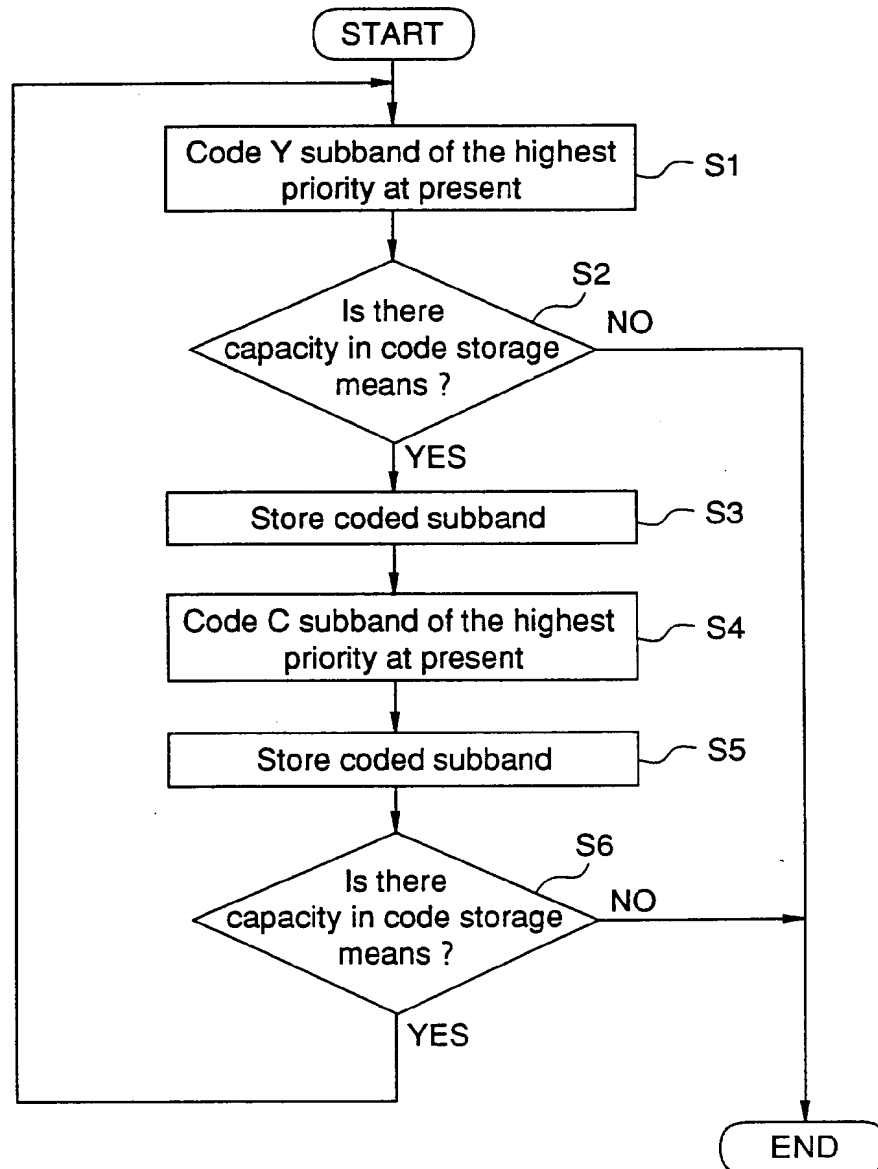 START
Code Y subband of the highest
priority at present
S1
S2
Is there
capacity in code storage
means ?
NO
YES
Store coded subband
S3
Code C subband of the highest
priority at present
S4
Store coded subband
S5
S6
Is there
capacity in code storage
means ?
NO
YES
END